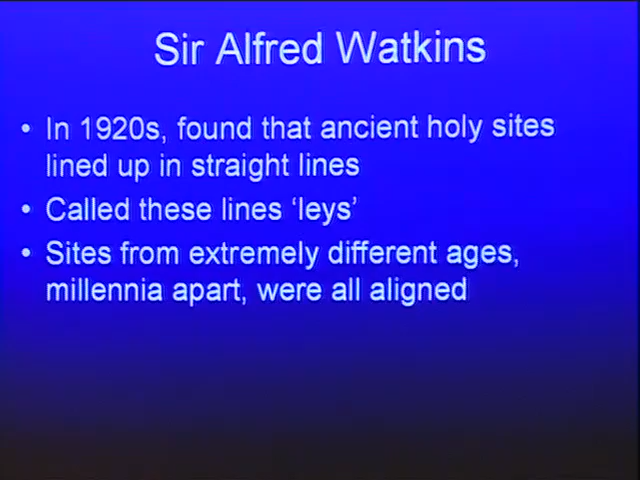 Sir Alfred Watkins
• In 1920s, found that ancient holy sites
lined up in straight lines
• Called these lines ‘leys’
• Sites from extremely different ages,
millennia apart, were all aligned